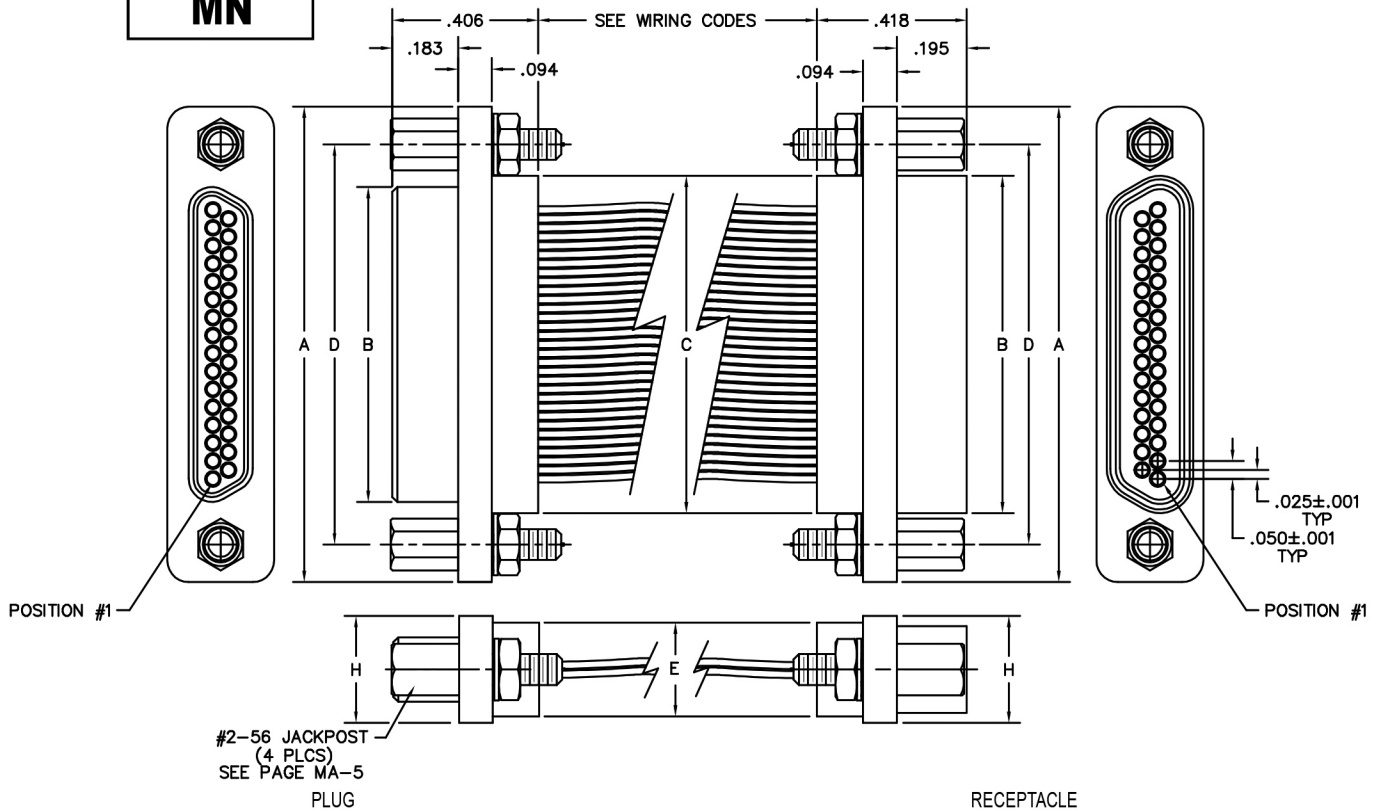 MN
.406
SEE WIRING CODES
.418
.183
.195
.094
.094
A
D
B
C
B
D
A
.025±.001
TYP
.050±.001
TYP
POSITION #1
POSITION #1
H
E
H
#2-56 JACKPOST
(4 PLCS)
SEE PAGE MA-5
PLUG
RECEPTACLE